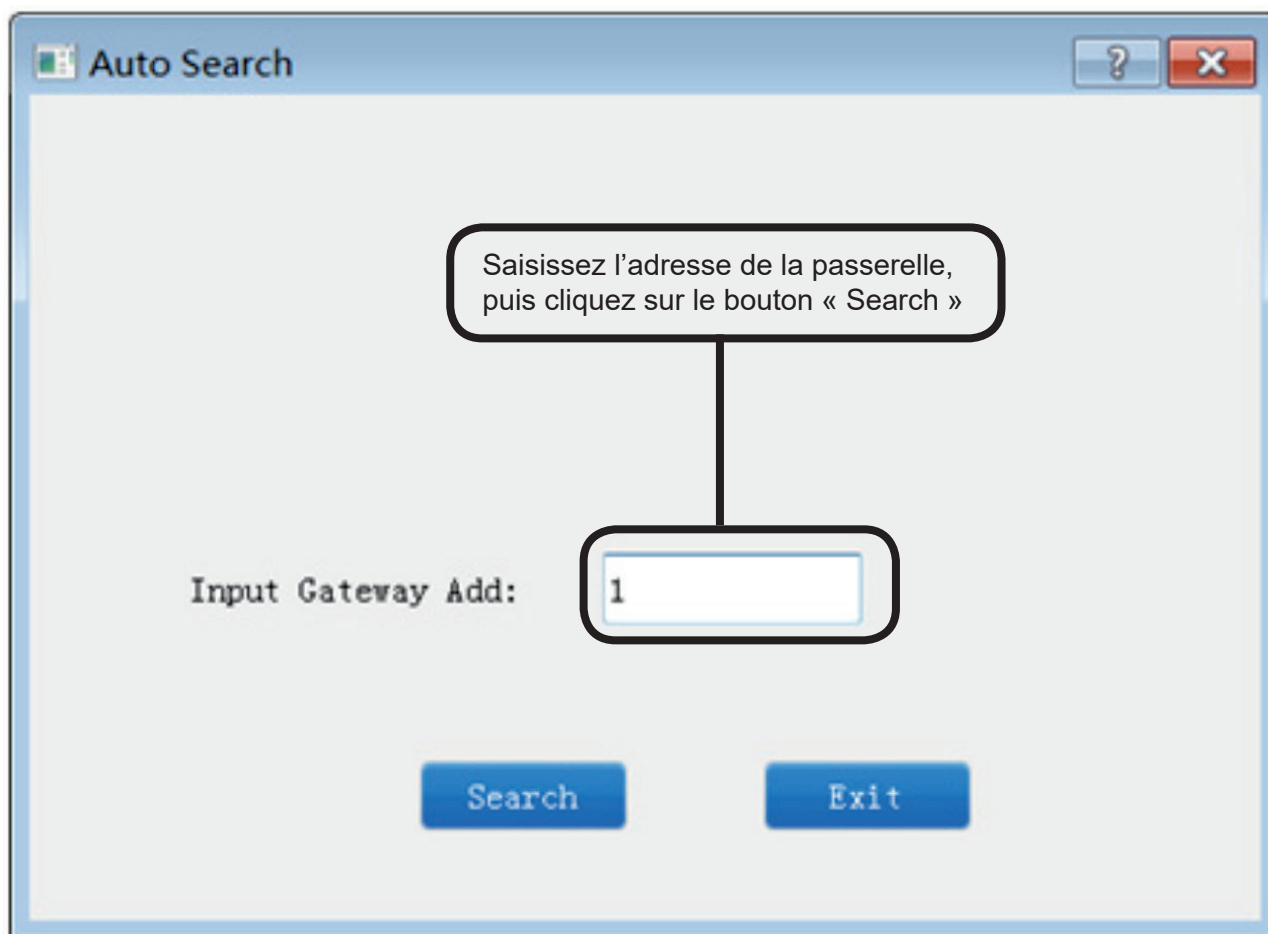 Auto Search
?
Saisissez l’adresse de la passerelle,
puis cliquez sur le bouton « Search »
Input Gateway Add:
1
Search
Exit